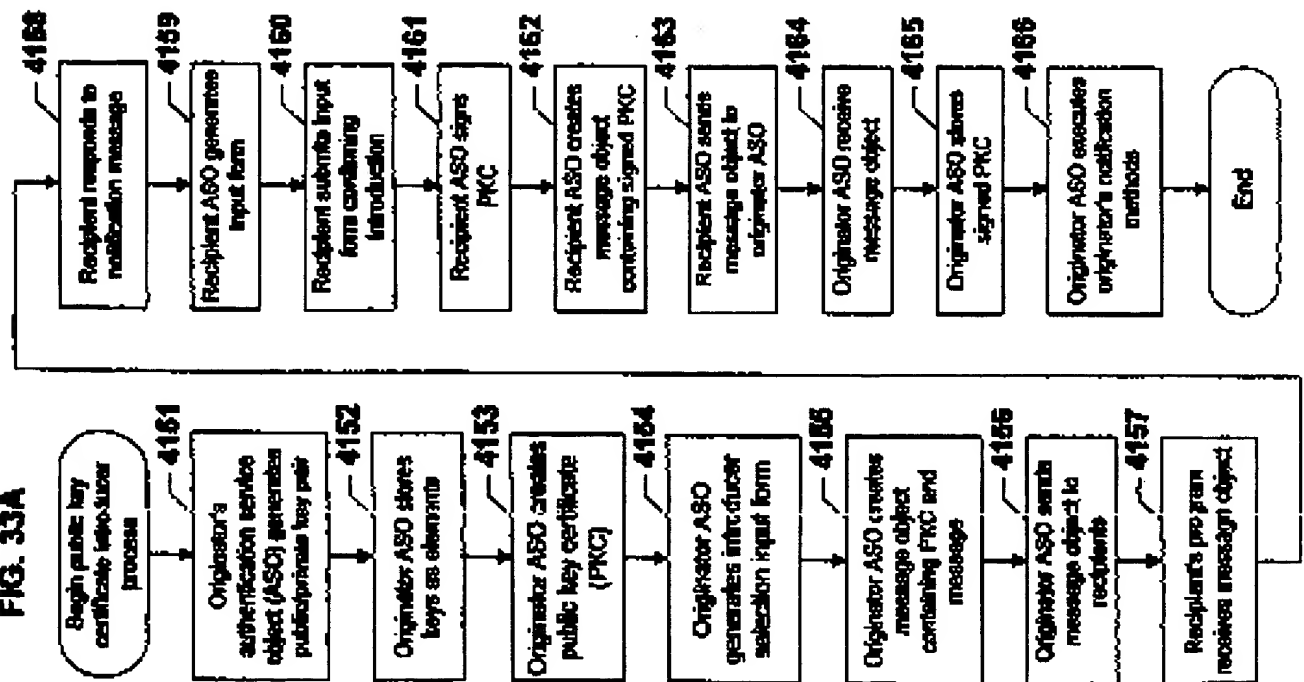 FIG. 33A
Begin public key
certificate introducer
process
4151
Originator's
authentication service
object (ASO) generates
public/private key pair
4152
Originator ASO stores
keys as elements
4153
Originator ASO creates
public key certificate
(PKC)
4154
Originator ASO
generates introducer
selection input form
4155
Originator ASO creates
message object
containing PKC and
message
4156
Originator ASO sends
message object to
recipients
4157
Recipient's program
receives message object
4158
Recipient responds to
notification message
4159
Recipient ASO generates
input form
4160
Recipient submits input
form confirming
introduction
4161
Recipient ASO signs
PKC
4162
Recipient ASO creates
message object
containing signed PKC
4163
Recipient ASO sends
message object to
originator ASO
4164
Originator ASO receive
message object
4165
Originator ASO stores
signed PKC
4166
Originator ASO executes
originator's notification
methods
End